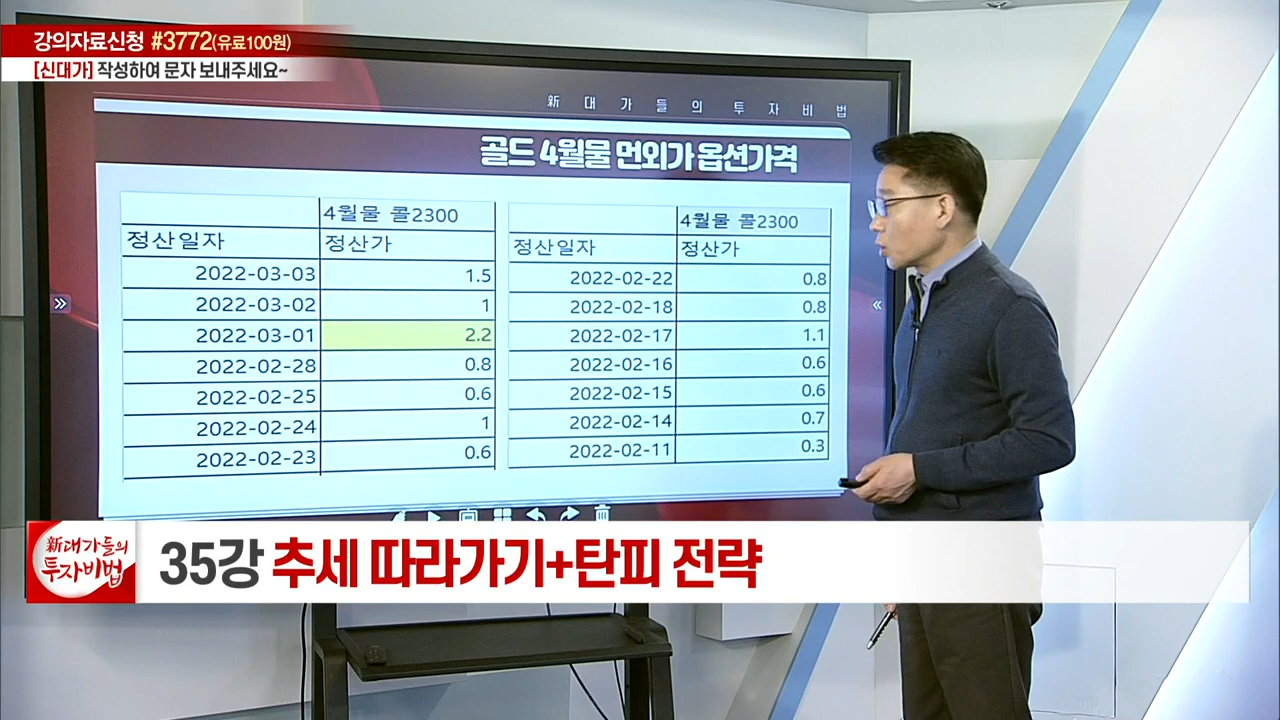 강의자료신청 #3772(유료100원)
[신대가] 작성하여 문자 보내주세요~
新 대 가 들 의 투 자 비 법
골드 4월물 먼외가 옵션가격
4월물 콜2300
정산일자 정산가
2022-03-03 1.5
2022-03-02 1
2022-03-01 2.2
2022-02-28 0.8
2022-02-25 0.6
2022-02-24 1
2022-02-23 0.6
4월물 콜2300
정산일자 정산가
2022-02-22 0.8
2022-02-18 0.8
2022-02-17 1.1
2022-02-16 0.6
2022-02-15 0.6
2022-02-14 0.7
2022-02-11 0.3
新대가들의
투자비법
35강 추세 따라가기+탄피 전략